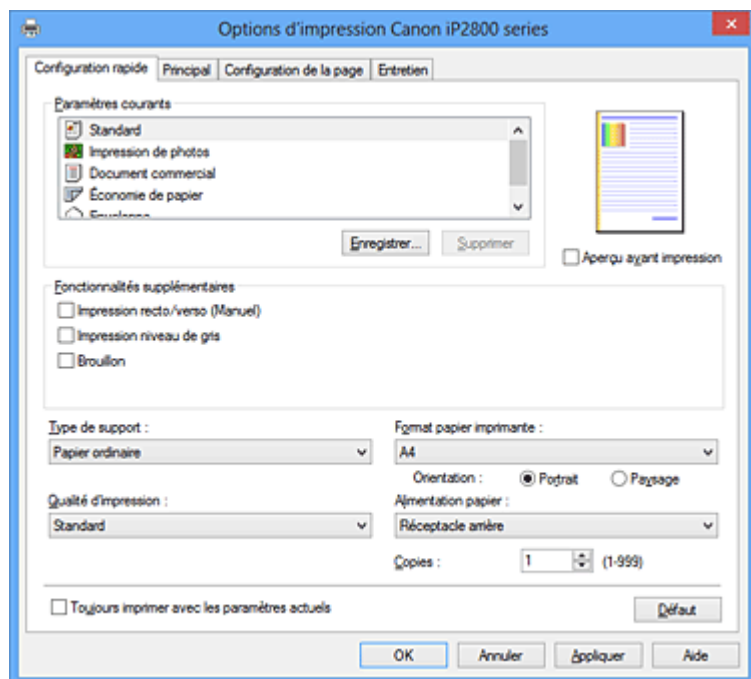 Options d'impression Canon iP2800 series
Configuration rapide
Principal
Configuration de la page
Entretien
Paramètres courants
Standard
Impression de photos
Document commercial
Économie de papier
Enregistrer...
Supprimer
Aperçu avant impression
Fonctionnalités supplémentaires
Impression recto/verso (Manuel)
Impression niveau de gris
Brouillon
Type de support :
Papier ordinaire
Format papier imprimante :
A4
Orientation :
Portrait
Paysage
Qualité d'impression :
Standard
Alimentation papier :
Réceptacle arrière
Copies :
1
(1-999)
Toujours imprimer avec les paramètres actuels
Défaut
OK
Annuler
Appliquer
Aide